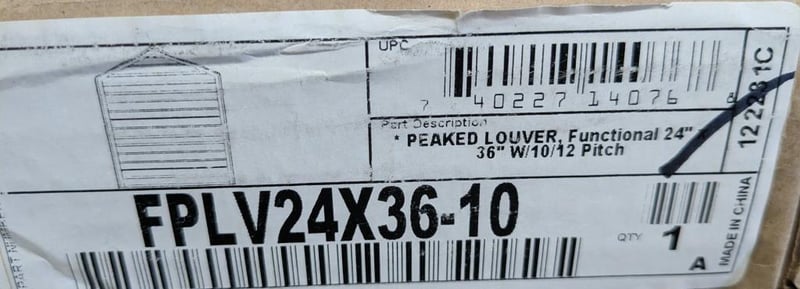 UPC
7 40227 14076 8
Part Description
* PEAKED LOUVER, Functional 24" X
36" W/10/12 Pitch
FPLV24X36-10
QTY 1
A
MADE IN CHINA